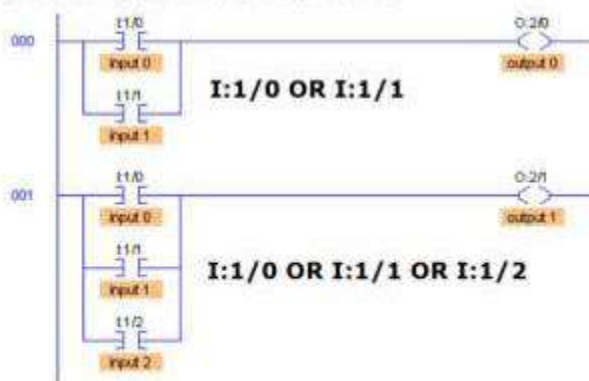 I:1/0 O:2/0
000
input 0 output 0
I:1/1
I:1/0 OR I:1/1
input 1
I:1/0 O:2/1
001
input 0 output 1
I:1/1
I:1/0 OR I:1/1 OR I:1/2
input 1
I:1/2
input 2